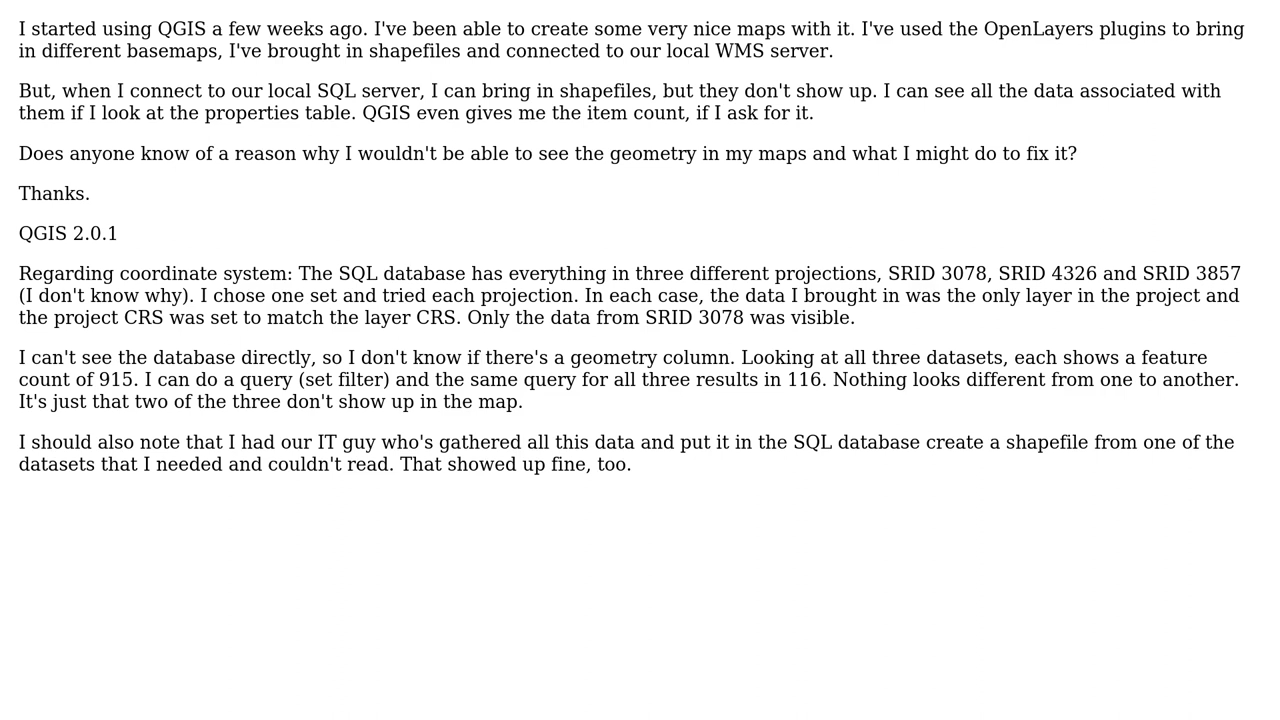 I started using QGIS a few weeks ago. I've been able to create some very nice maps with it. I've used the OpenLayers plugins to bring
in different basemaps, I've brought in shapefiles and connected to our local WMS server.
But, when I connect to our local SQL server, I can bring in shapefiles, but they don't show up. I can see all the data associated with
them if I look at the properties table. QGIS even gives me the item count, if I ask for it.
Does anyone know of a reason why I wouldn't be able to see the geometry in my maps and what I might do to fix it?
Thanks.
QGIS 2.0.1
Regarding coordinate system: The SQL database has everything in three different projections, SRID 3078, SRID 4326 and SRID 3857
(I don't know why). I chose one set and tried each projection. In each case, the data I brought in was the only layer in the project and
the project CRS was set to match the layer CRS. Only the data from SRID 3078 was visible.
I can't see the database directly, so I don't know if there's a geometry column. Looking at all three datasets, each shows a feature
count of 915. I can do a query (set filter) and the same query for all three results in 116. Nothing looks different from one to another.
It's just that two of the three don't show up in the map.
I should also note that I had our IT guy who's gathered all this data and put it in the SQL database create a shapefile from one of the
datasets that I needed and couldn't read. That showed up fine, too.